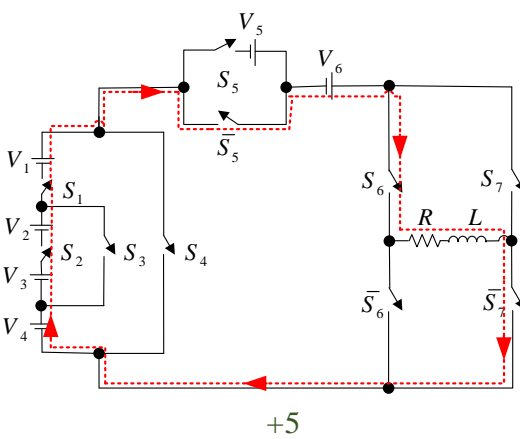 V₅
V₆
S₅
S̅₅
V₁
S₁
V₂
S₂
S₃
S₄
V₃
V₄
S₆
S₇
R
L
S̅₆
S̅₇
+5